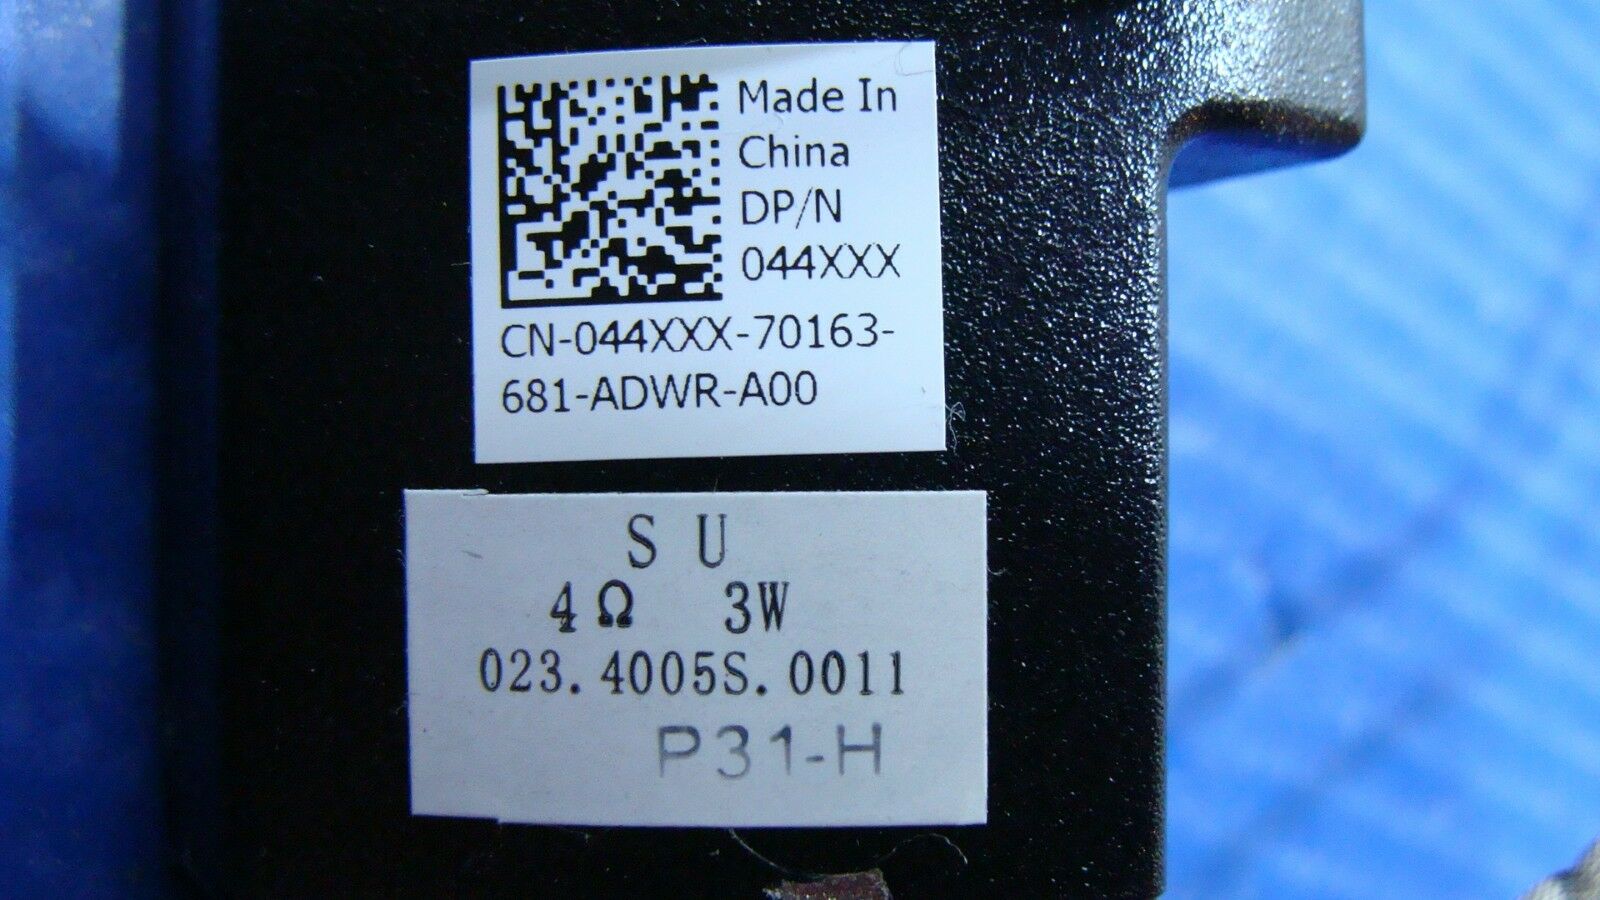 Made In
China
DP/N
044XXX
CN-044XXX-70163-
681-ADWR-A00
S U
4Ω 3W
023.4005S.0011
P31-H